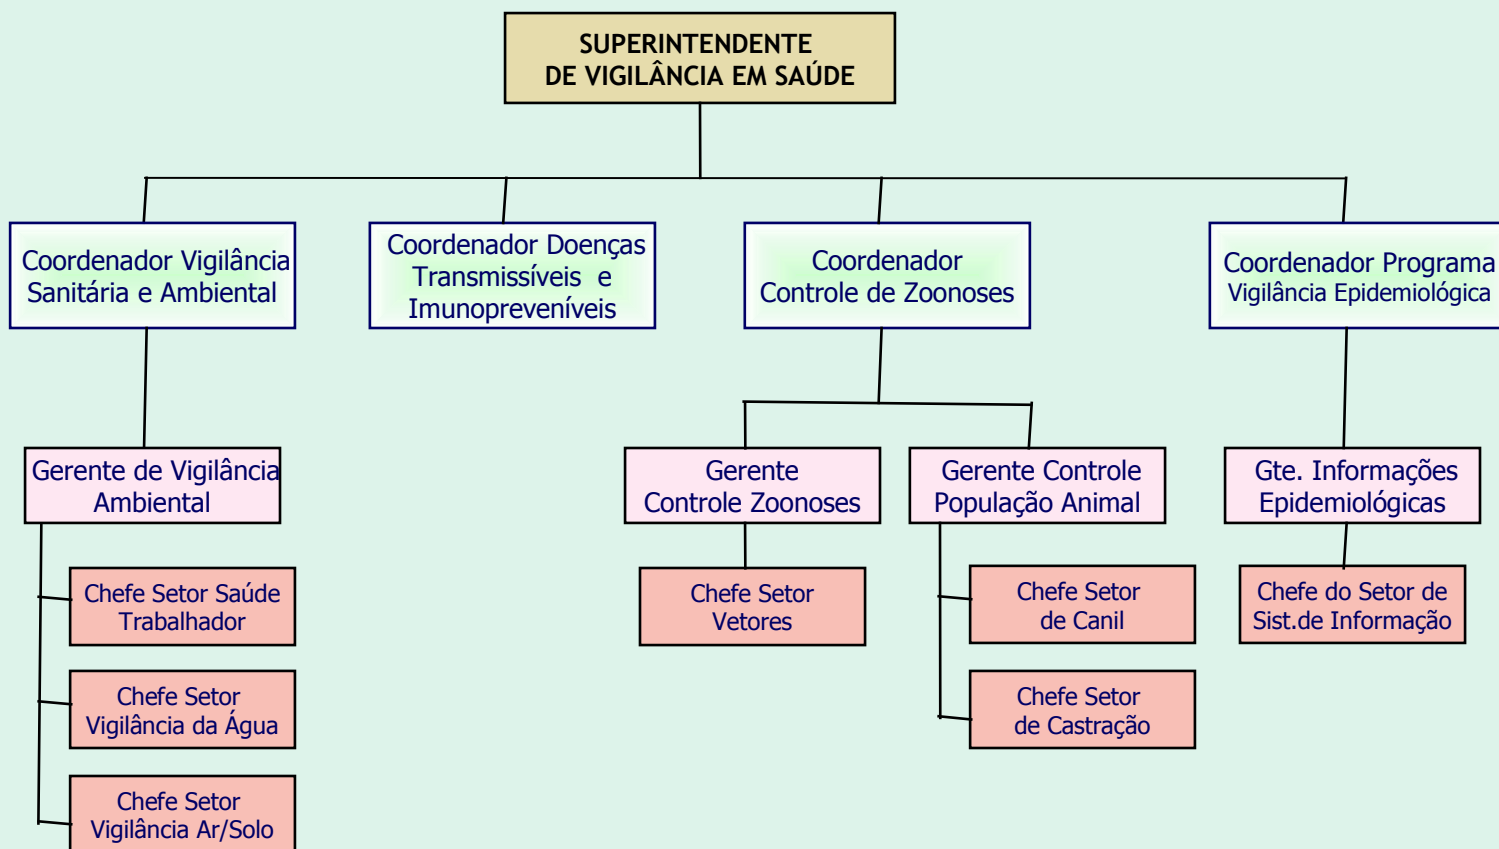 SUPERINTENDENTE
DE VIGILÂNCIA EM SAÚDE
Coordenador Vigilância
Sanitária e Ambiental
Coordenador Doenças
Transmissíveis e
Imunopreveníveis
Coordenador
Controle de Zoonoses
Coordenador Programa
Vigilância Epidemiológica
Gerente de Vigilância
Ambiental
Gerente
Controle Zoonoses
Gerente Controle
População Animal
Gte. Informações
Epidemiológicas
Chefe Setor Saúde
Trabalhador
Chefe Setor
Vetores
Chefe Setor
de Canil
Chefe do Setor de
Sist.de Informação
Chefe Setor
Vigilância da Água
Chefe Setor
de Castração
Chefe Setor
Vigilância Ar/Solo